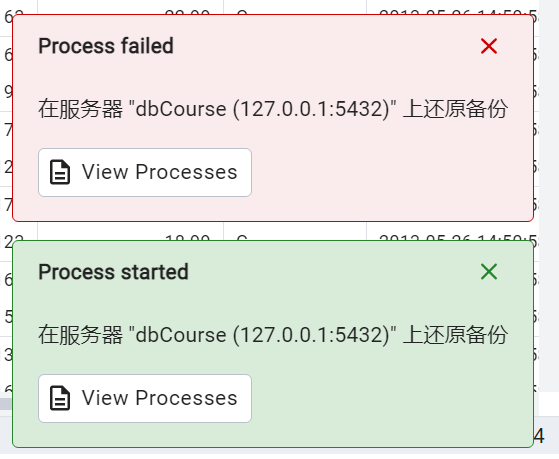 Process failed
在服务器 "dbCourse (127.0.0.1:5432)" 上还原备份
View Processes
Process started
在服务器 "dbCourse (127.0.0.1:5432)" 上还原备份
View Processes
4